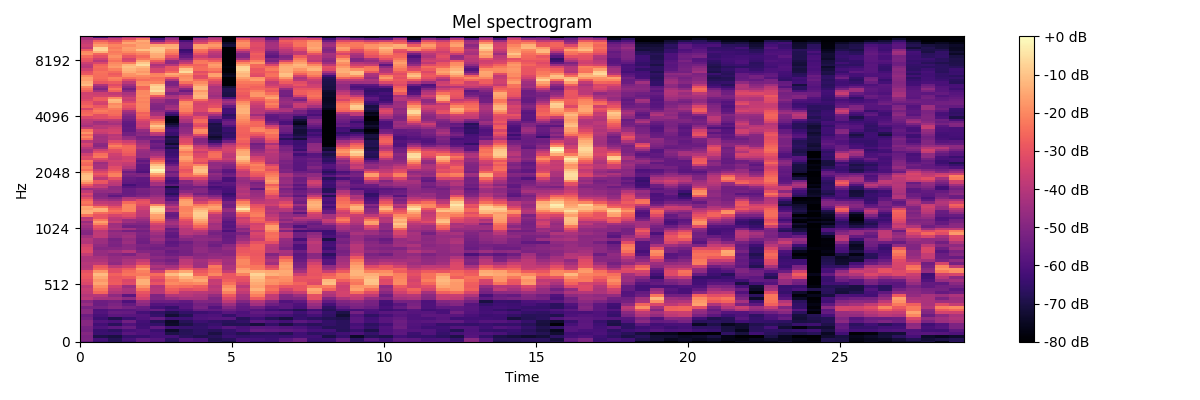 Mel spectrogram
8192
4096
2048
1024
512
0
Hz
0 5 10 15 20 25
Time
+0 dB
-10 dB
-20 dB
-30 dB
-40 dB
-50 dB
-60 dB
-70 dB
-80 dB